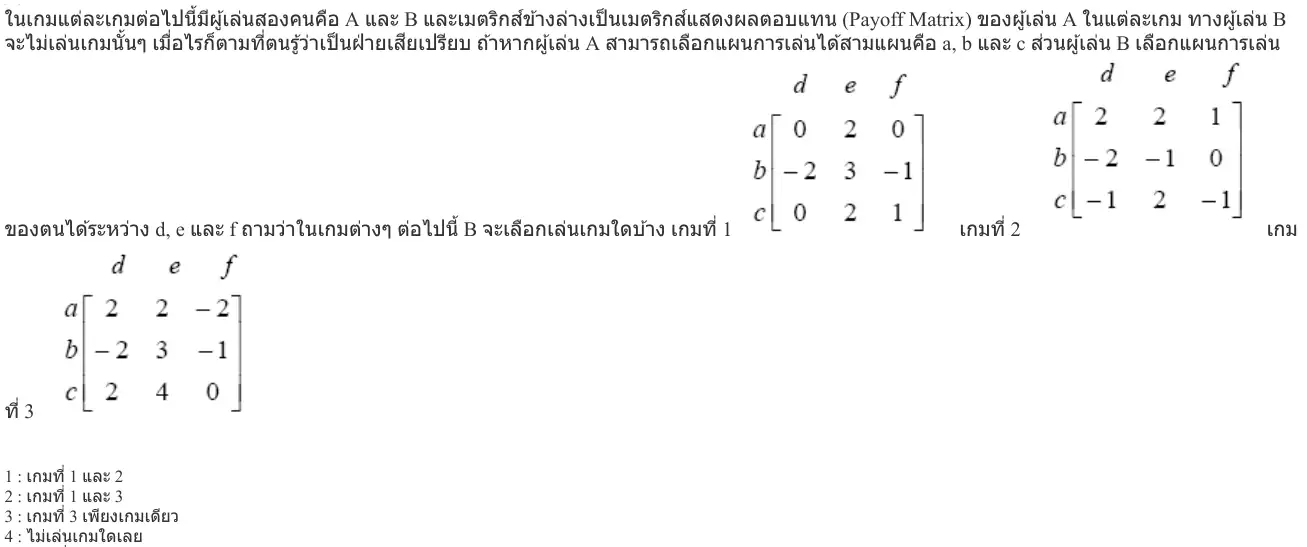 ในเกมแต่ละเกมต่อไปนี้มีผู้เล่นสองคนคือ A และ B และเมตริกส์ข้างล่างเป็นเมตริกส์แสดงผลตอบแทน (Payoff Matrix) ของผู้เล่น A ในแต่ละเกม ทางผู้เล่น B
จะไม่เล่นเกมนั้นๆ เมื่อไรก็ตามที่ตนรู้ว่าเป็นฝ่ายเสียเปรียบ ถ้าหากผู้เล่น A สามารถเลือกแผนการเล่นได้สามแผนคือ a, b และ c ส่วนผู้เล่น B เลือกแผนการเล่น
d e f
a 0 2 0
b -2 3 -1
c 0 2 1
d e f
a 2 2 1
b -2 -1 0
c -1 2 -1
ของตนได้ระหว่าง d, e และ f ถามว่าในเกมต่างๆ ต่อไปนี้ B จะเลือกเล่นเกมใดบ้าง เกมที่ 1 เกมที่ 2 เกม
d e f
a 2 2 -2
b -2 3 -1
c 2 4 0
ที่ 3
1 : เกมที่ 1 และ 2
2 : เกมที่ 1 และ 3
3 : เกมที่ 3 เพียงเกมเดียว
4 : ไม่เล่นเกมใดเลย